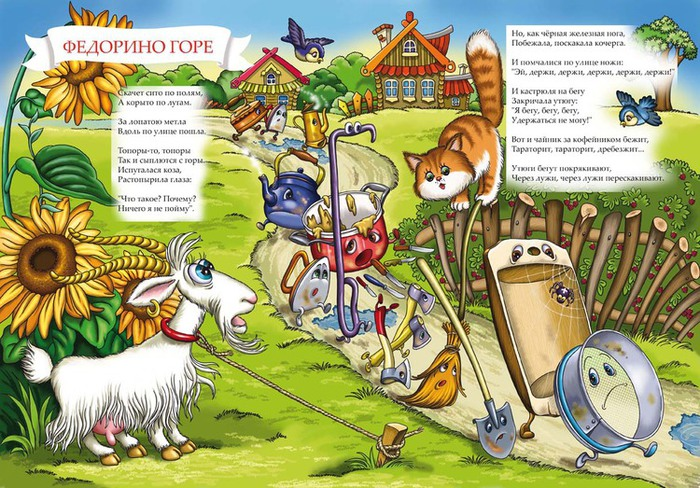 ФЕДОРИНО ГОРЕ
Скачет сито по полям,
А корыто по лугам.
За лопатою метла
Вдоль по улице пошла.
Топоры-то, топоры
Так и сыплются с горы.
Испугалася коза,
Растопырила глаза:
"Что такое? Почему?
Ничего я не пойму".
Но, как чёрная железная нога,
Побежала, поскакала кочерга.
И помчалися по улице ножи:
"Эй, держи, держи, держи, держи, держи!"
И кастрюля на бегу
Закричала утюгу:
"Я бегу, бегу, бегу,
Удержаться не могу!"
Вот и чайник за кофейником бежит,
Тараторит, тараторит, дребезжит...
Утюги бегут покрякивают,
Через лужи, через лужи перескакивают.